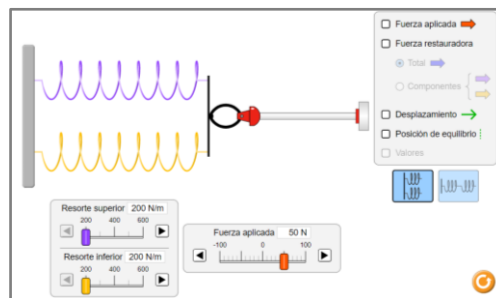 Fuerza aplicada
Fuerza restauradora
Total
Componentes
Desplazamiento
Posición de equilibrio
Valores
Resorte superior 200 N/m
200 400 600
Resorte inferior 200 N/m
200 400 600
Fuerza aplicada 50 N
-100 0 100